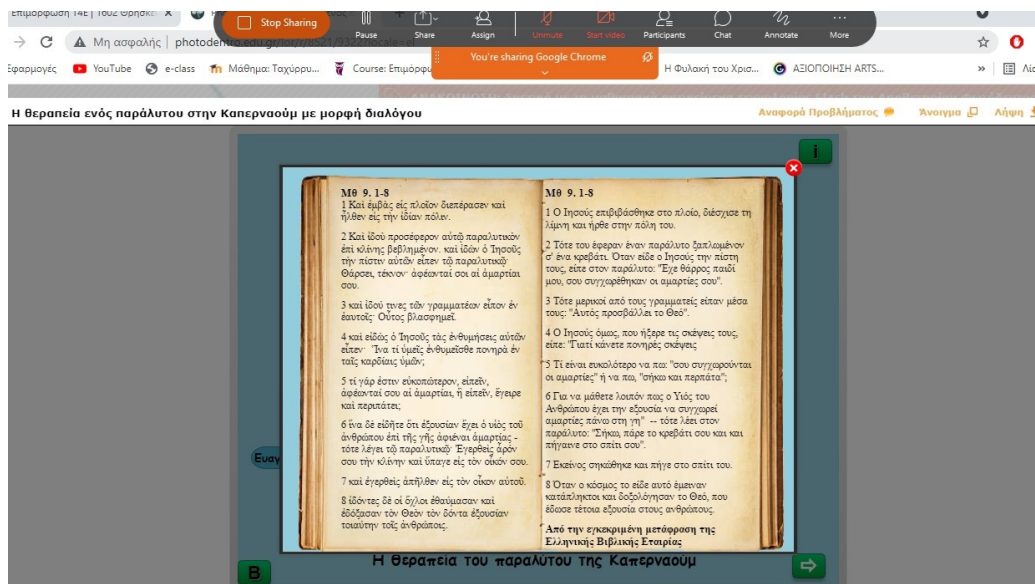 Επιμόρφωση 14Ε | 1602 Θρησκε
Stop Sharing
Pause
Share
Assign
Unmute
Start video
Participants
Chat
Annotate
More
Μη ασφαλής | photodentro.edu.gr/lor/r/8521/9322?locale=el
You're sharing Google Chrome
Εφαρμογές
YouTube
e-class
Μάθημα: Ταχύρρυ...
Course: Επιμόρφω
Η Φυλακή του Χρισ...
ΑΞΙΟΠΟΙΗΣΗ ARTS...
»
Λίσ
Η θεραπεία ενός παράλυτου στην Καπερναούμ με μορφή διαλόγου
Αναφορά Προβλήματος
Άνοιγμα
Λήψη
i
Μθ 9. 1-8
1 Καὶ ἐμβὰς εἰς πλοῖον διεπέρασεν καὶ
ἦλθεν εἰς τὴν ἰδίαν πόλιν.
2 Καὶ ἰδοὺ προσέφερον αὐτῷ παραλυτικὸν
ἐπὶ κλίνης βεβλημένον. καὶ ἰδὼν ὁ Ἰησοῦς
τὴν πίστιν αὐτῶν εἶπεν τῷ παραλυτικῷ·
Θάρσει, τέκνον· ἀφέωνταί σοι αἱ ἁμαρτίαι
σου.
3 καὶ ἰδού τινες τῶν γραμματέων εἶπον ἐν
ἑαυτοῖς· Οὗτος βλασφημεῖ.
4 καὶ εἰδὼς ὁ Ἰησοῦς τὰς ἐνθυμήσεις αὐτῶν
εἶπεν· Ἵνα τί ὑμεῖς ἐνθυμεῖσθε πονηρὰ ἐν
ταῖς καρδίαις ὑμῶν;
5 τί γάρ ἐστιν εὐκοπώτερον, εἰπεῖν,
ἀφέωνταί σου αἱ ἁμαρτίαι, ἢ εἰπεῖν, ἔγειρε
καὶ περιπάτει;
6 ἵνα δὲ εἰδῆτε ὅτι ἐξουσίαν ἔχει ὁ υἱὸς τοῦ
ἀνθρώπου ἐπὶ τῆς γῆς ἀφιέναι ἁμαρτίας -
τότε λέγει τῷ παραλυτικῷ· Ἐγερθεὶς ἆρόν
σου τὴν κλίνην καὶ ὕπαγε εἰς τὸν οἶκόν σου.
7 καὶ ἐγερθεὶς ἀπῆλθεν εἰς τὸν οἶκον αὐτοῦ.
8 ἰδόντες δὲ οἱ ὄχλοι ἐθαύμασαν καὶ
ἐδόξασαν τὸν Θεὸν τὸν δόντα ἐξουσίαν
τοιαύτην τοῖς ἀνθρώποις.
Μθ 9. 1-8
1 Ο Ιησούς επιβιβάσθηκε στο πλοίο, διέσχισε τη
λίμνη και ήρθε στην πόλη του.
2 Τότε του έφεραν έναν παράλυτο ξαπλωμένον
σ' ένα κρεβάτι. Όταν είδε ο Ιησούς την πίστη
τους, είπε στον παράλυτο: "Έχε θάρρος παιδί
μου, σου συγχωρέθηκαν οι αμαρτίες σου".
3 Τότε μερικοί από τους γραμματείς είπαν μέσα
τους: "Αυτός προσβάλλει το Θεό".
4 Ο Ιησούς όμως, που ήξερε τις σκέψεις τους,
είπε: "Γιατί κάνετε πονηρές σκέψεις
5 Τί είναι ευκολότερο να πω: "σου συγχωρούνται
οι αμαρτίες" ή να πω, "σήκω και περπάτα";
6 Για να μάθετε λοιπόν πως ο Υιός του
Ανθρώπου έχει την εξουσία να συγχωρεί
αμαρτίες πάνω στη γη" -- τότε λέει στον
παράλυτο: "Σήκω, πάρε το κρεβάτι σου και και
πήγαινε στο σπίτι σου".
7 Εκείνος σηκώθηκε και πήγε στο σπίτι του.
8 Όταν ο κόσμος το είδε αυτό έμειναν
κατάπληκτοι και δοξολόγησαν το Θεό, που
έδωσε τέτοια εξουσία στους ανθρώπους.
Από την εγκεκριμένη μετάφραση της
Ελληνικής Βιβλικής Εταιρίας
Ευαγ
Η θεραπεία του παραλύτου της Καπερναούμ
B